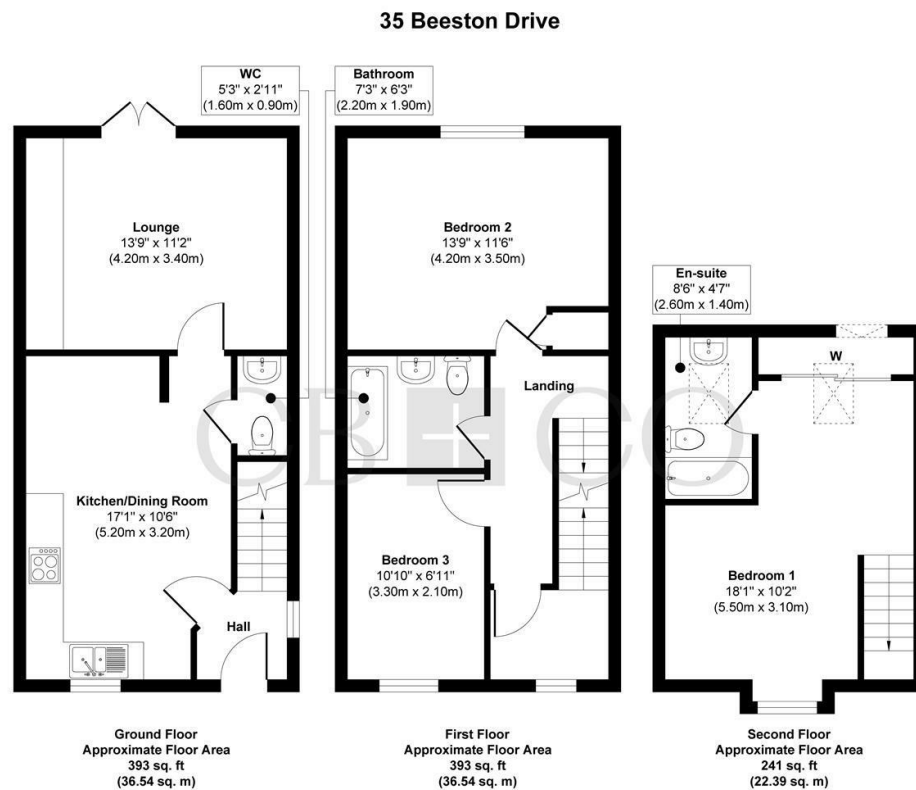 35 Beeston Drive
WC
5'3" x 2'11"
(1.60m x 0.90m)
Bathroom
7'3" x 6'3"
(2.20m x 1.90m)
Lounge
13'9" x 11'2"
(4.20m x 3.40m)
Bedroom 2
13'9" x 11'6"
(4.20m x 3.50m)
En-suite
8'6" x 4'7"
(2.60m x 1.40m)
W
Landing
CB CO
Kitchen/Dining Room
17'1" x 10'6"
(5.20m x 3.20m)
Bedroom 3
10'10" x 6'11"
(3.30m x 2.10m)
Bedroom 1
18'1" x 10'2"
(5.50m x 3.10m)
Hall
Ground Floor
Approximate Floor Area
393 sq. ft
(36.54 sq. m)
First Floor
Approximate Floor Area
393 sq. ft
(36.54 sq. m)
Second Floor
Approximate Floor Area
241 sq. ft
(22.39 sq. m)